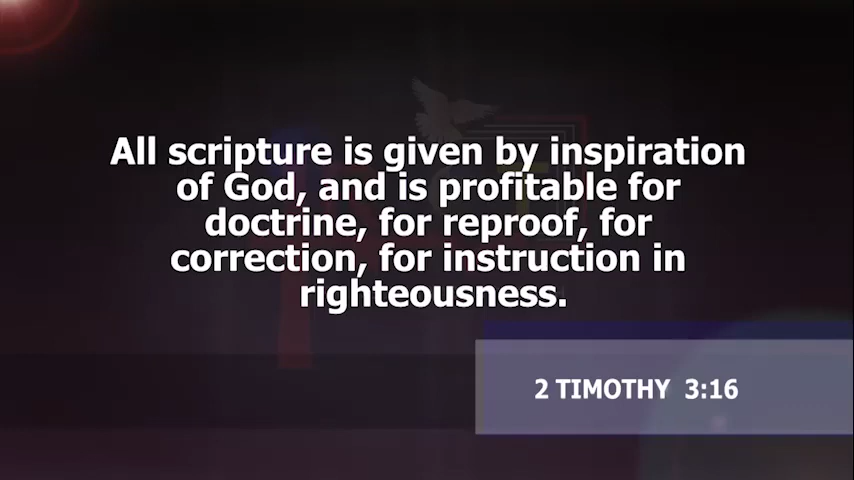 All scripture is given by inspiration
of God, and is profitable for
doctrine, for reproof, for
correction, for instruction in
righteousness.
2 TIMOTHY 3:16